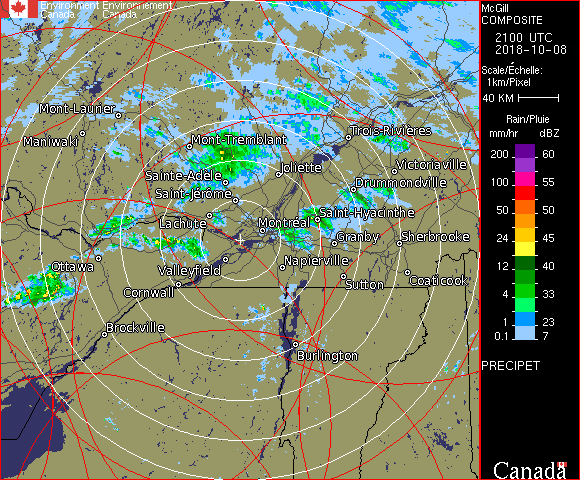 Environment Environnement
Canada Canada
McGill
COMPOSITE
2100 UTC
2018-10-08
Scale/Échelle:
1km/Pixel
40 KM
Rain/Pluie
mm/hr dBZ
200 60
100 55
50 50
24 45
12 40
4 33
1 23
0.1 7
PRECIPET
Canada
Mont-Laurier
Maniwaki
Mont-Tremblant
Trois-Rivières
Sainte-Adèle
Joliette
Victoriaville
Saint-Jérôme
Drummondville
Lachute
Montréal
Saint-Hyacinthe
Granby
Sherbrooke
Ottawa
Valleyfield
Napierville
Cornwall
Sutton
Coaticook
Brockville
Burlington